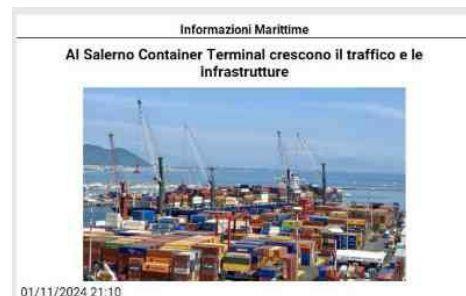 Informazioni Marittime
Al Salerno Container Terminal crescono il traffico e le
infrastrutture
01/11/2024 21:10